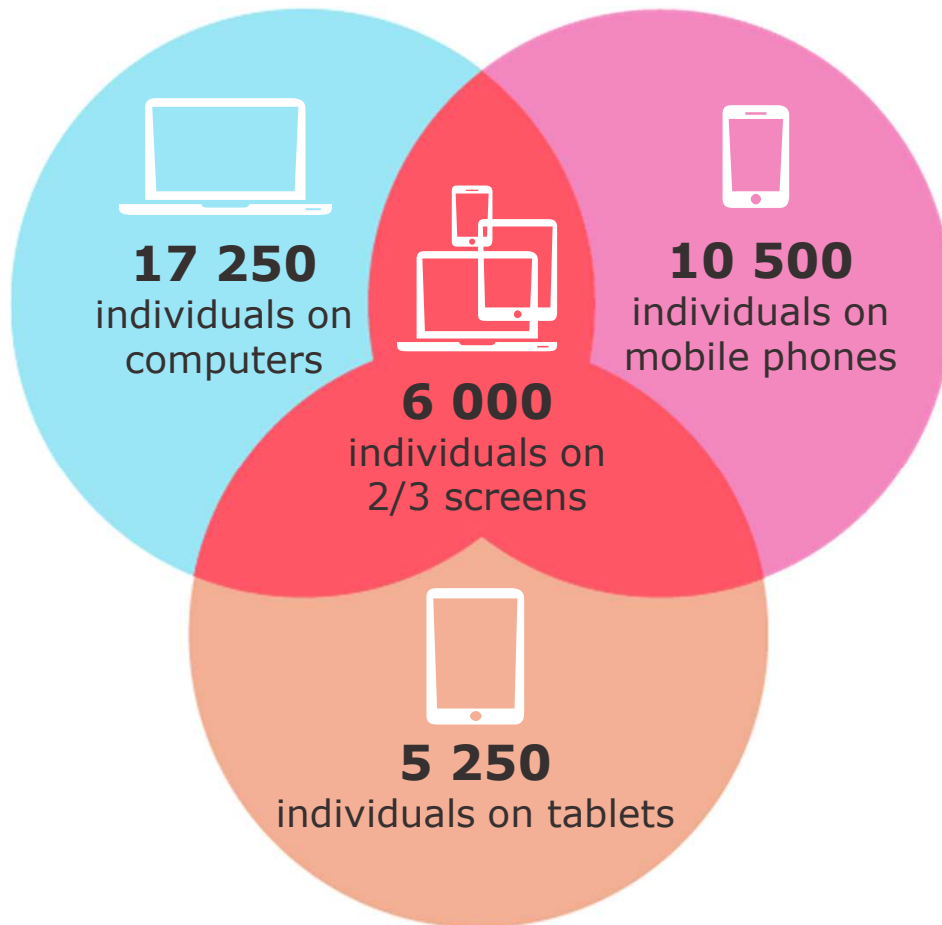 17 250
individuals on
computers
10 500
individuals on
mobile phones
6 000
individuals on
2/3 screens
5 250
individuals on tablets